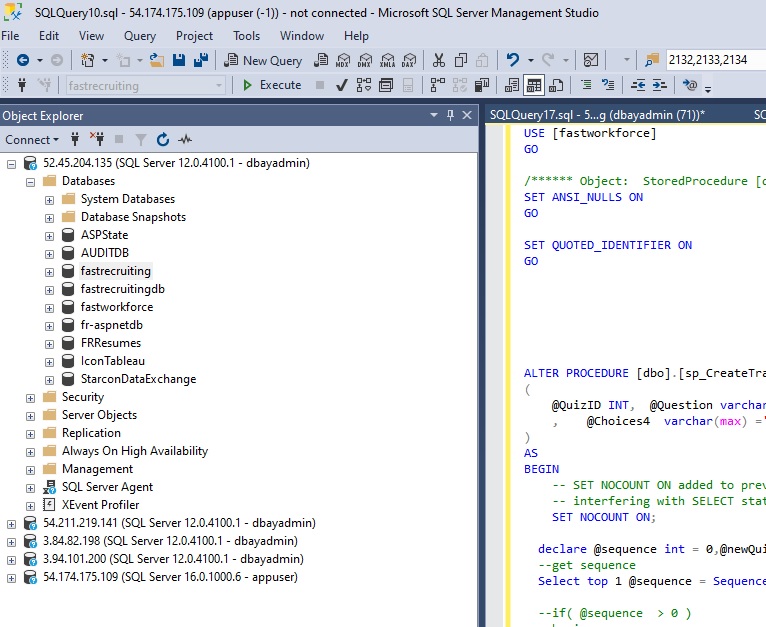 SQLQuery10.sql - 54.174.175.109 (appuser (-1)) - not connected - Microsoft SQL Server Management Studio
File Edit View Query Project Tools Window Help
New Query MDX DMX XMLA DAX 2132,2133,2134
fastrecruiting Execute
Object Explorer
Connect
52.45.204.135 (SQL Server 12.0.4100.1 - dbayadmin)
Databases
System Databases
Database Snapshots
ASPState
AUDITDB
fastrecruiting
fastrecruitingdb
fastworkforce
fr-aspnetdb
FRResumes
IconTableau
StarconDataExchange
Security
Server Objects
Replication
Always On High Availability
Management
SQL Server Agent
XEvent Profiler
54.211.219.141 (SQL Server 12.0.4100.1 - dbayadmin)
3.84.82.198 (SQL Server 12.0.4100.1 - dbayadmin)
3.94.101.200 (SQL Server 12.0.4100.1 - dbayadmin)
54.174.175.109 (SQL Server 16.0.1000.6 - appuser)
SQLQuery17.sql - 5...g (dbayadmin (71))* SC
USE [fastworkforce]
GO
/****** Object: StoredProcedure [d
SET ANSI_NULLS ON
GO
SET QUOTED_IDENTIFIER ON
GO
ALTER PROCEDURE [dbo].[sp_CreateTra
(
@QuizID INT, @Question varchar
, @Choices4 varchar(max) ='
)
AS
BEGIN
-- SET NOCOUNT ON added to prev
-- interfering with SELECT stat
SET NOCOUNT ON;
declare @sequence int = 0,@newQui
--get sequence
Select top 1 @sequence = Sequence
--if( @sequence > 0 )